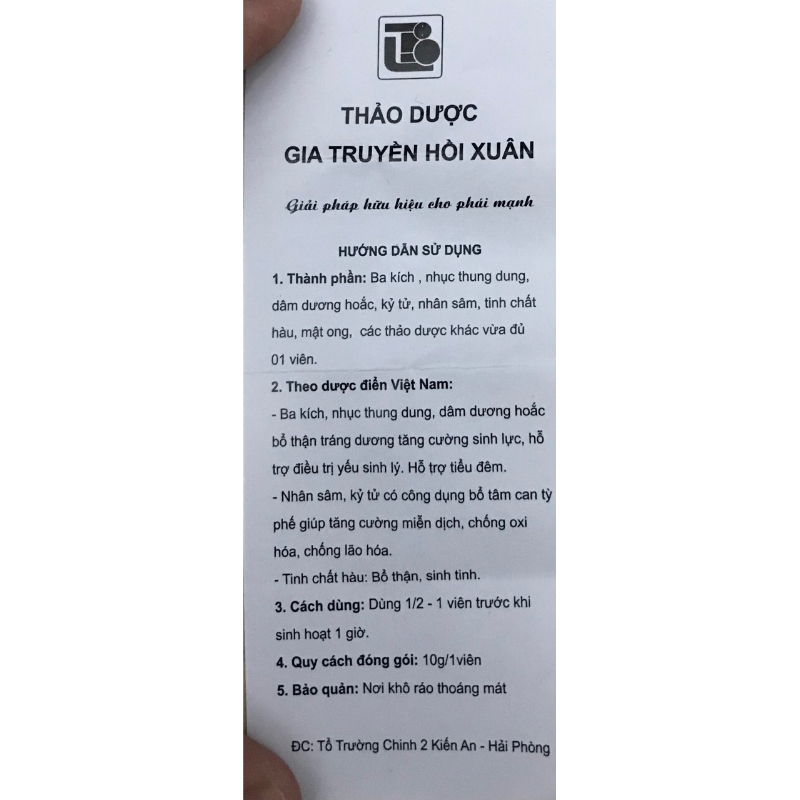 THẢO DƯỢC
GIA TRUYỀN HỒI XUÂN
Giải pháp hữu hiệu cho phái mạnh
HƯỚNG DẪN SỬ DỤNG
1. Thành phần: Ba kích , nhục thung dung,
dâm dương hoắc, kỷ tử, nhân sâm, tinh chất
hàu, mật ong, các thảo dược khác vừa đủ
01 viên.
2. Theo dược điển Việt Nam:
- Ba kích, nhục thung dung, dâm dương hoắc
bổ thận tráng dương tăng cường sinh lực, hỗ
trợ điều trị yếu sinh lý. Hỗ trợ tiểu đêm.
- Nhân sâm, kỷ tử có công dụng bổ tâm can tỳ
phế giúp tăng cường miễn dịch, chống oxi
hóa, chống lão hóa.
- Tinh chất hàu: Bổ thận, sinh tinh.
3. Cách dùng: Dùng 1/2 - 1 viên trước khi
sinh hoạt 1 giờ.
4. Quy cách đóng gói: 10g/1viên
5. Bảo quản: Nơi khô ráo thoáng mát
ĐC: Tổ Trường Chinh 2 Kiến An - Hải Phòng